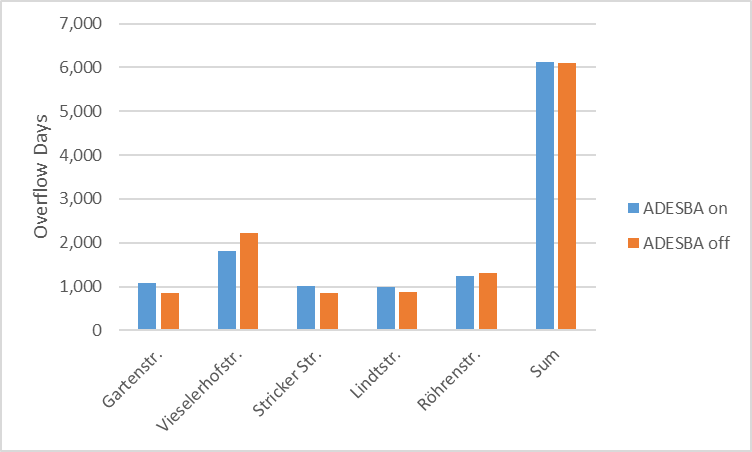 7,000
6,000
5,000
4,000
3,000
2,000
1,000
0
Overflow Days
Gartenstr.
Vieselerhofstr.
Stricker Str.
Lindtstr.
Röhrenstr.
Sum
ADESBA on
ADESBA off